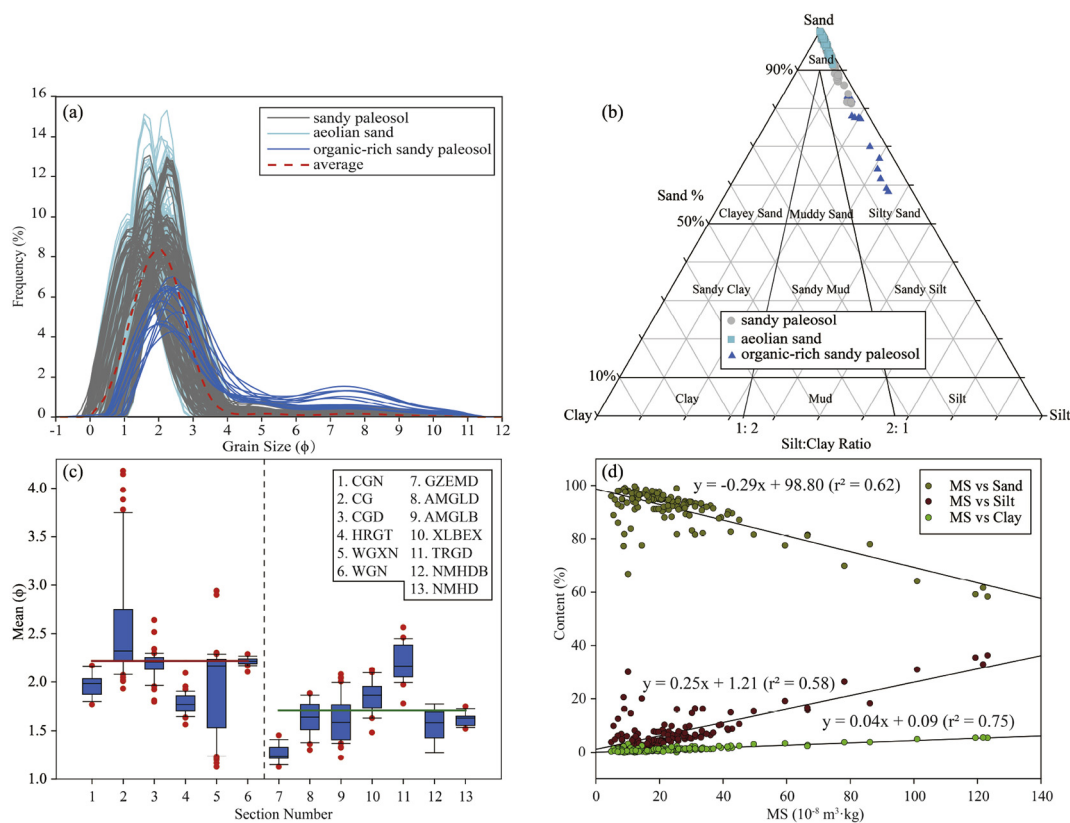 (a)
16
14
12
10
8
6
4
2
0
Frequency (%)
sandy paleosol
aeolian sand
organic-rich sandy paleosol
average
-1 0 1 2 3 4 5 6 7 8 9 10 11 12
Grain Size (ϕ)
(b)
Sand
Sand
90%
Sand %
50%
Clayey Sand Muddy Sand Silty Sand
Sandy Clay Sandy Mud Sandy Silt
sandy paleosol
aeolian sand
organic-rich sandy paleosol
10%
Clay Mud Silt
Clay Silt
1: 2 2: 1
Silt:Clay Ratio
(c)
4.0
3.5
3.0
2.5
2.0
1.5
1.0
Mean (ϕ)
1. CGN 7. GZEMD
2. CG 8. AMGLD
3. CGD 9. AMGLB
4. HRGT 10. XLBEX
5. WGXN 11. TRGD
6. WGN 12. NMHDB
13. NMHD
1 2 3 4 5 6 7 8 9 10 11 12 13
Section Number
(d)
100
80
60
40
20
0
Content (%)
y = -0.29x + 98.80 (r² = 0.62)
MS vs Sand
MS vs Silt
MS vs Clay
y = 0.25x + 1.21 (r² = 0.58)
y = 0.04x + 0.09 (r² = 0.75)
0 20 40 60 80 100 120 140
MS (10⁻⁸ m³·kg)